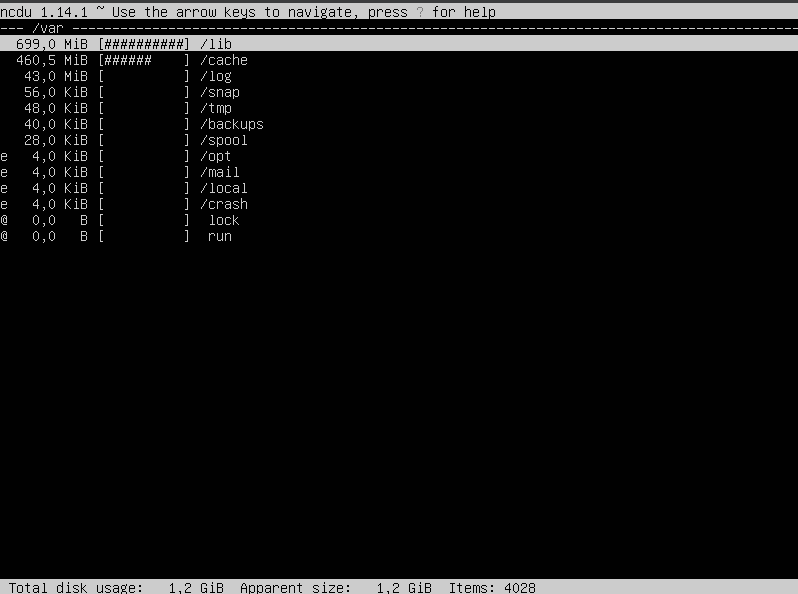 ncdu 1.14.1 ~ Use the arrow keys to navigate, press ? for help
--- /var -------------------------------------------------------------------------------------------
  699,0 MiB [##########] /lib
  460,5 MiB [######    ] /cache
   43,0 MiB [          ] /log
   56,0 KiB [          ] /snap
   48,0 KiB [          ] /tmp
   40,0 KiB [          ] /backups
   28,0 KiB [          ] /spool
e   4,0 KiB [          ] /opt
e   4,0 KiB [          ] /mail
e   4,0 KiB [          ] /local
e   4,0 KiB [          ] /crash
@   0,0   B [          ]  lock
@   0,0   B [          ]  run
Total disk usage:   1,2 GiB  Apparent size:   1,2 GiB  Items: 4028